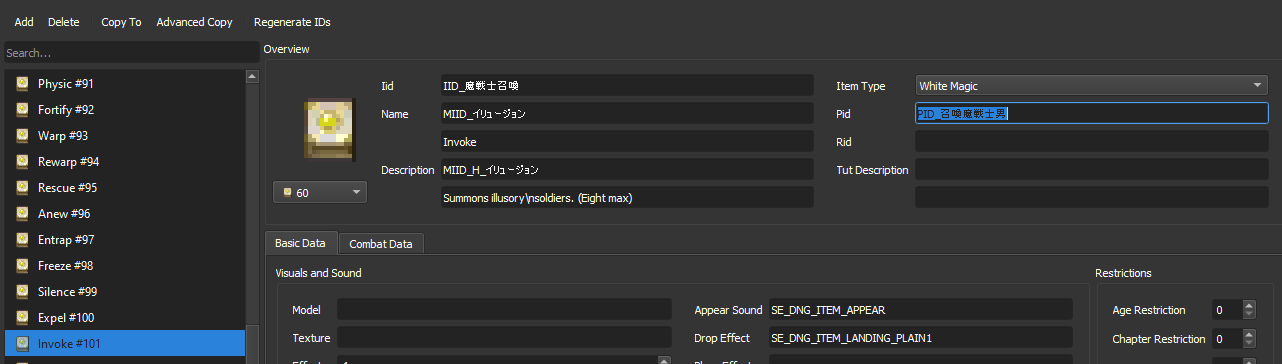 Add Delete Copy To Advanced Copy Regenerate IDs
Search...
Physic #91
Fortify #92
Warp #93
Rewarp #94
Rescue #95
Anew #96
Entrap #97
Freeze #98
Silence #99
Expel #100
Invoke #101
Overview
60
Iid IID_魔戦士召喚
Name MIID_イリュージョン
Invoke
Description MIID_H_イリュージョン
Summons illusory\nsoldiers. (Eight max)
Item Type White Magic
Pid PID_召喚魔戦士男
Rid
Tut Description
Basic Data Combat Data
Visuals and Sound
Model
Texture
Appear Sound SE_DNG_ITEM_APPEAR
Drop Effect SE_DNG_ITEM_LANDING_PLAIN1
Restrictions
Age Restriction 0
Chapter Restriction 0